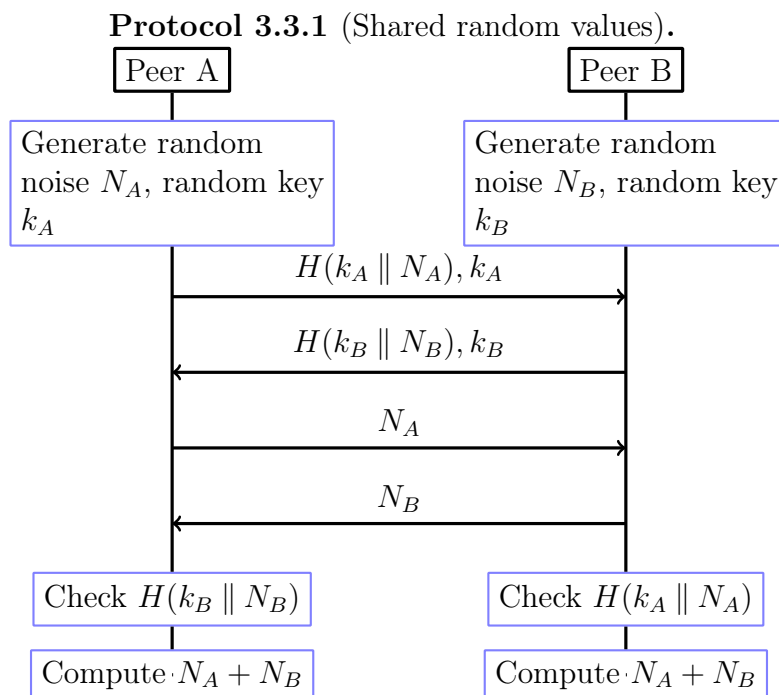 Protocol 3.3.1 (Shared random values).
Peer A
Peer B
Generate random
noise N_A, random key
k_A
Generate random
noise N_B, random key
k_B
H(k_A ∥ N_A), k_A
H(k_B ∥ N_B), k_B
N_A
N_B
Check H(k_B ∥ N_B)
Check H(k_A ∥ N_A)
Compute N_A + N_B
Compute N_A + N_B